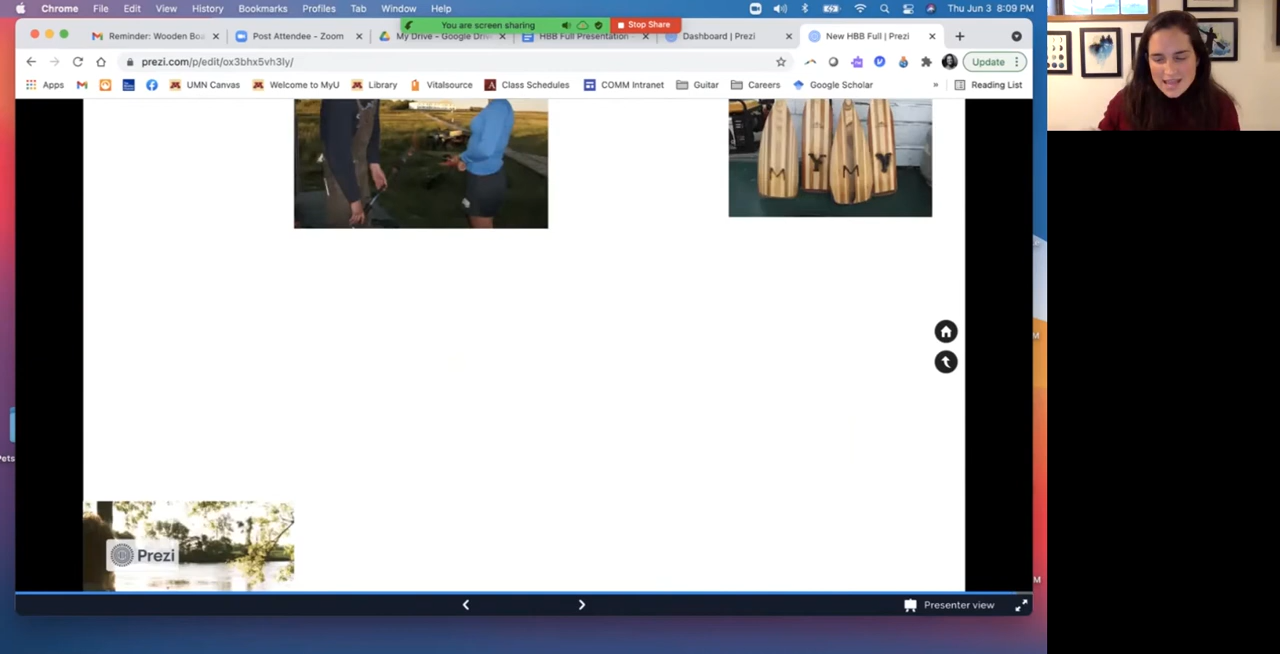 Chrome File Edit View History Bookmarks Profiles Tab Window Help Thu Jun 3 8:09 PM
You are screen sharing Stop Share
Reminder: Wooden Boa Post Attendee - Zoom My Drive - Google Drive HBB Full Presentation - Dashboard | Prezi New HBB Full | Prezi
prezi.com/p/edit/ox3bhx5vh3ly/ Update
Apps UMN Canvas Welcome to MyU Library Vitalsource Class Schedules COMM Intranet Guitar Careers Google Scholar » Reading List
M Y M Y
Pets
Prezi
Presenter view